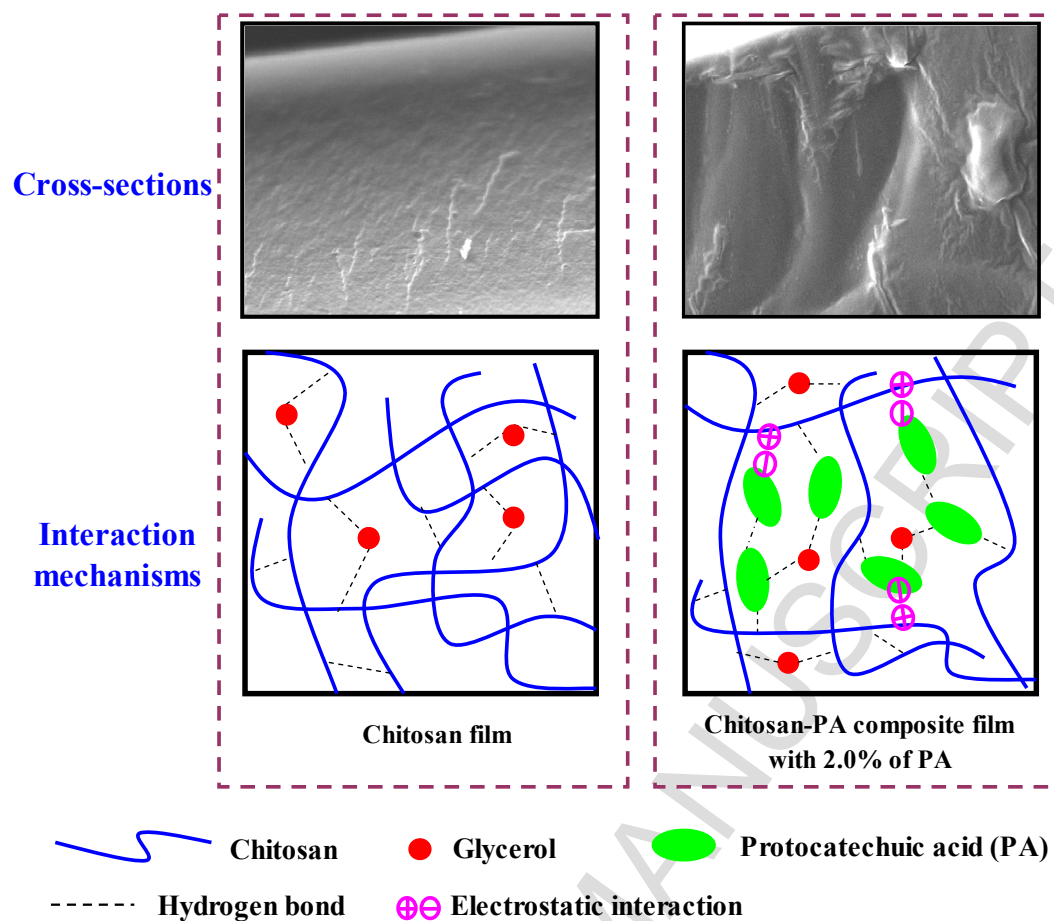 Cross-sections
Interaction
mechanisms
Chitosan film
Chitosan-PA composite film
with 2.0% of PA
Chitosan
Glycerol
Protocatechuic acid (PA)
Hydrogen bond
Electrostatic interaction
MANUSCRIPT